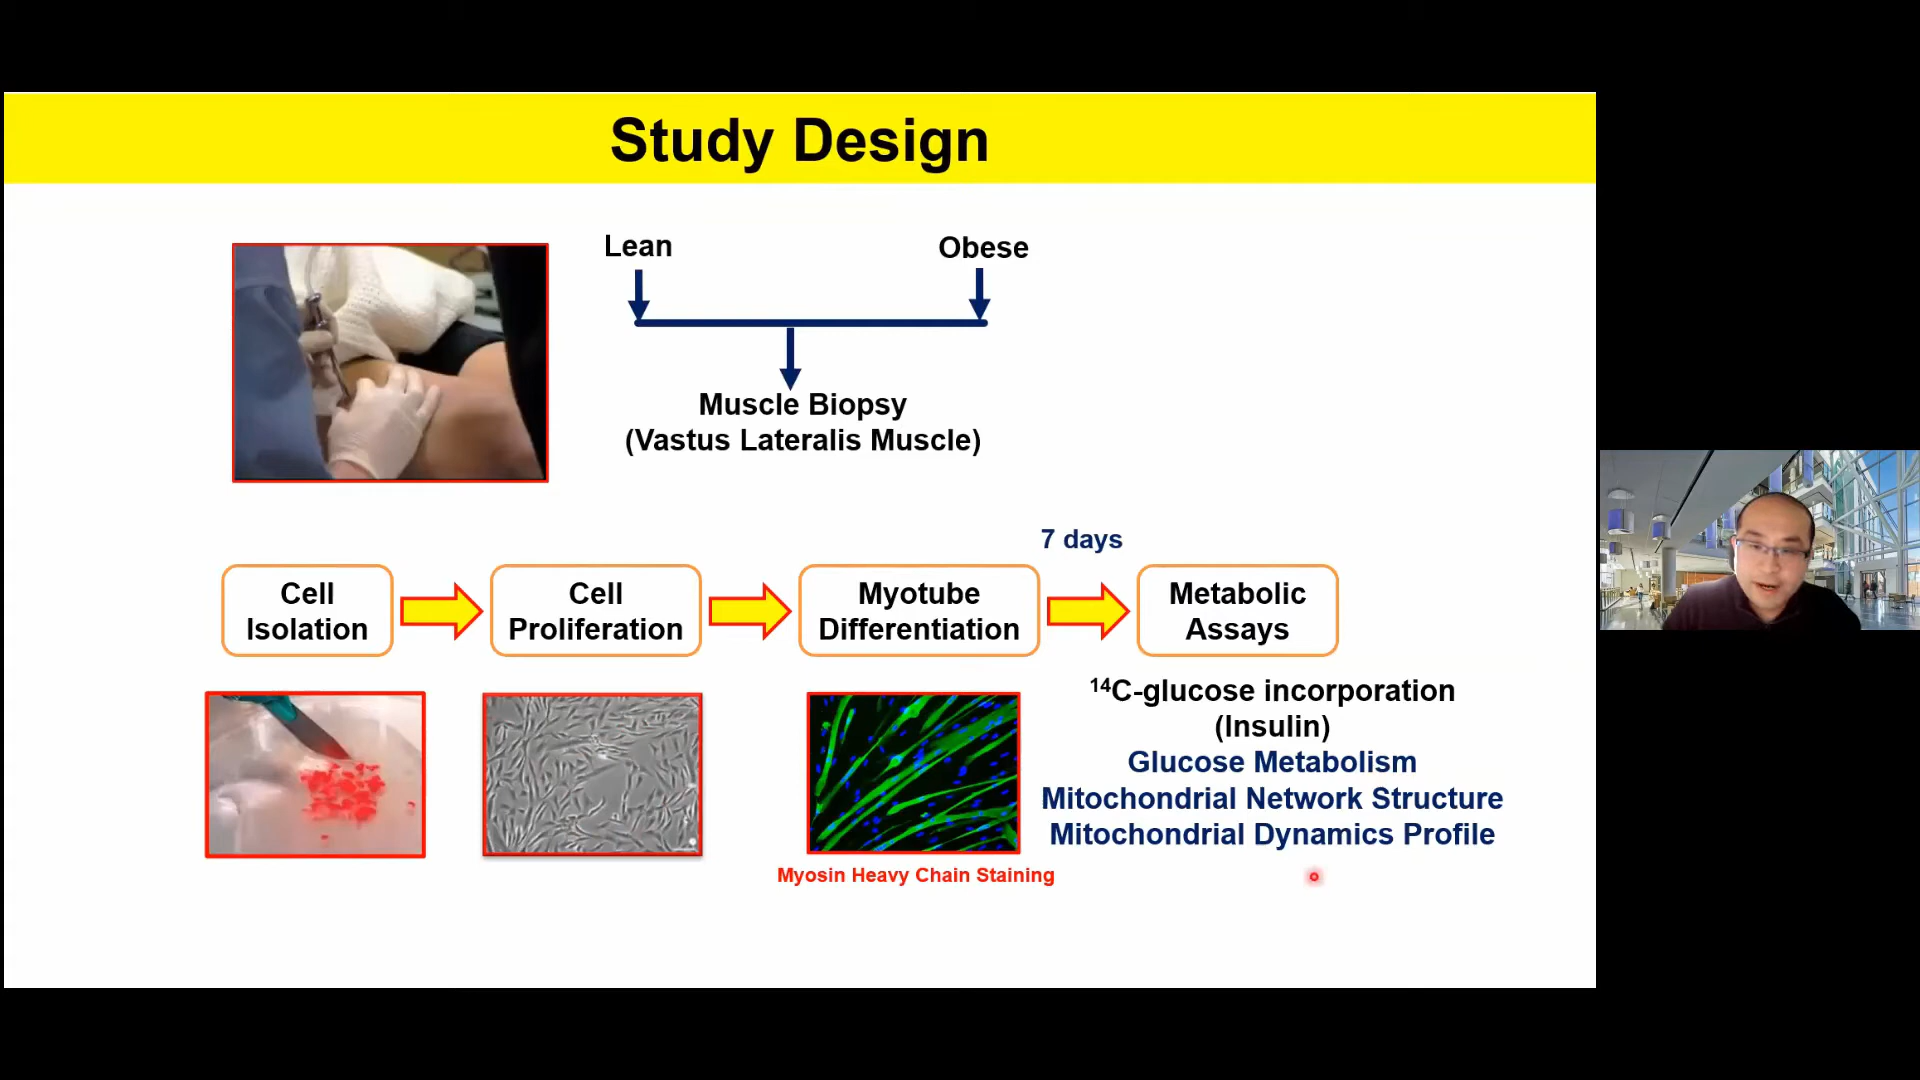 Study Design
Lean
Obese
Muscle Biopsy
(Vastus Lateralis Muscle)
7 days
Cell
Isolation
Cell
Proliferation
Myotube
Differentiation
Metabolic
Assays
¹⁴C-glucose incorporation
(Insulin)
Glucose Metabolism
Mitochondrial Network Structure
Mitochondrial Dynamics Profile
Myosin Heavy Chain Staining